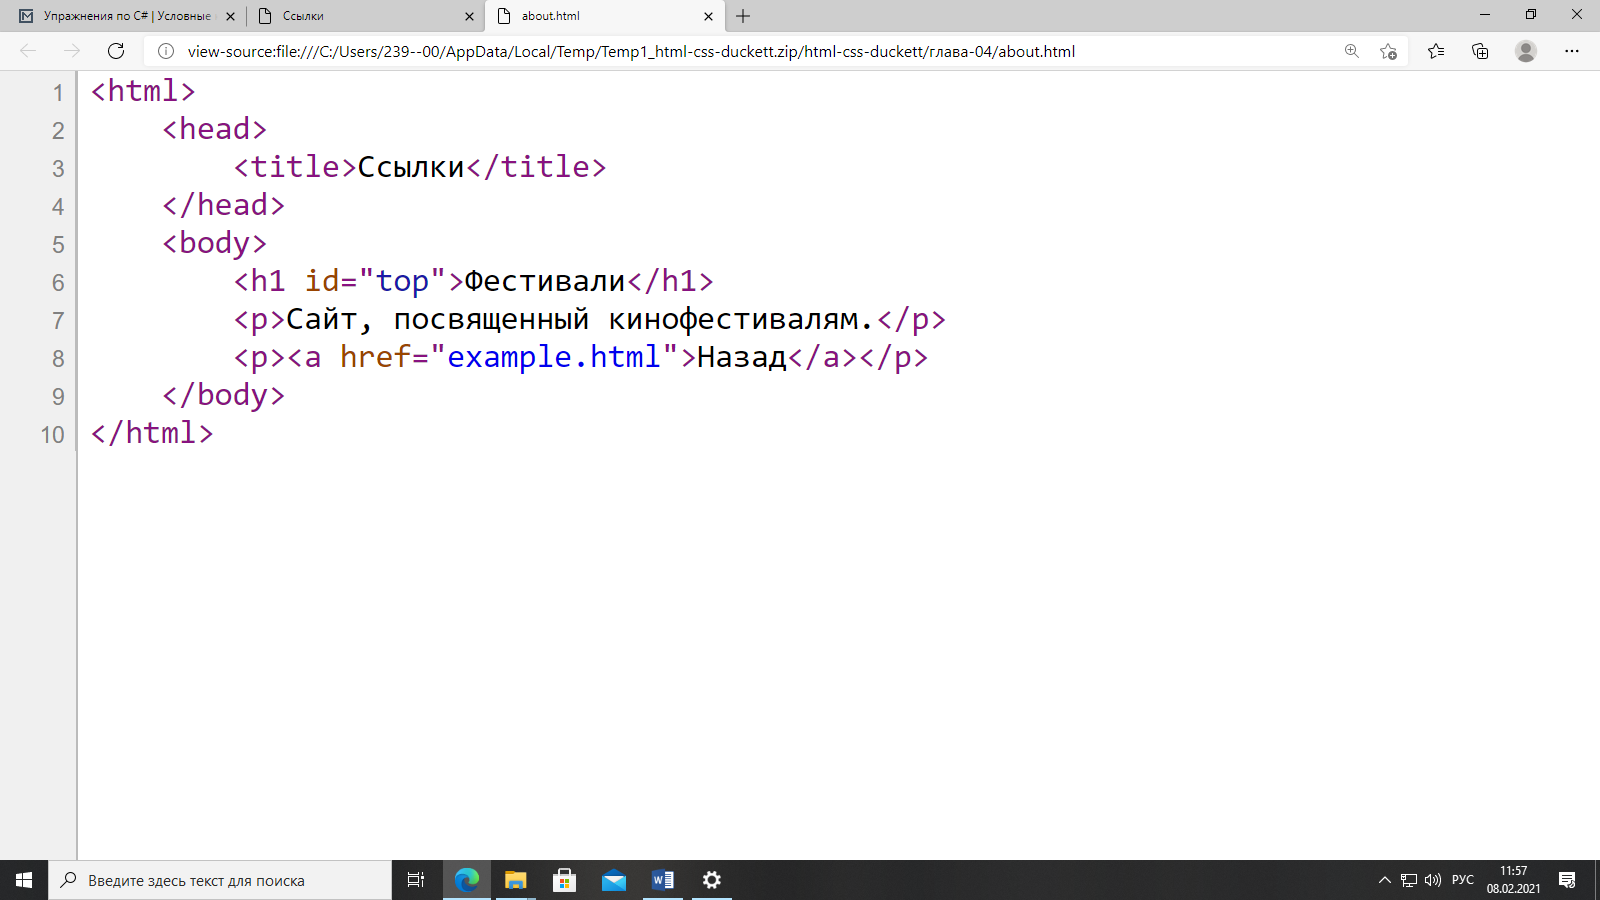 Упражнения по C# | Условные
Ссылки
about.html
view-source:file:///C:/Users/239--00/AppData/Local/Temp/Temp1_html-css-duckett.zip/html-css-duckett/глава-04/about.html
1 <html>
2 <head>
3 <title>Ссылки</title>
4 </head>
5 <body>
6 <h1 id="top">Фестивали</h1>
7 <p>Сайт, посвященный кинофестивалям.</p>
8 <p><a href="example.html">Назад</a></p>
9 </body>
10 </html>
Введите здесь текст для поиска
РУС
11:57
08.02.2021